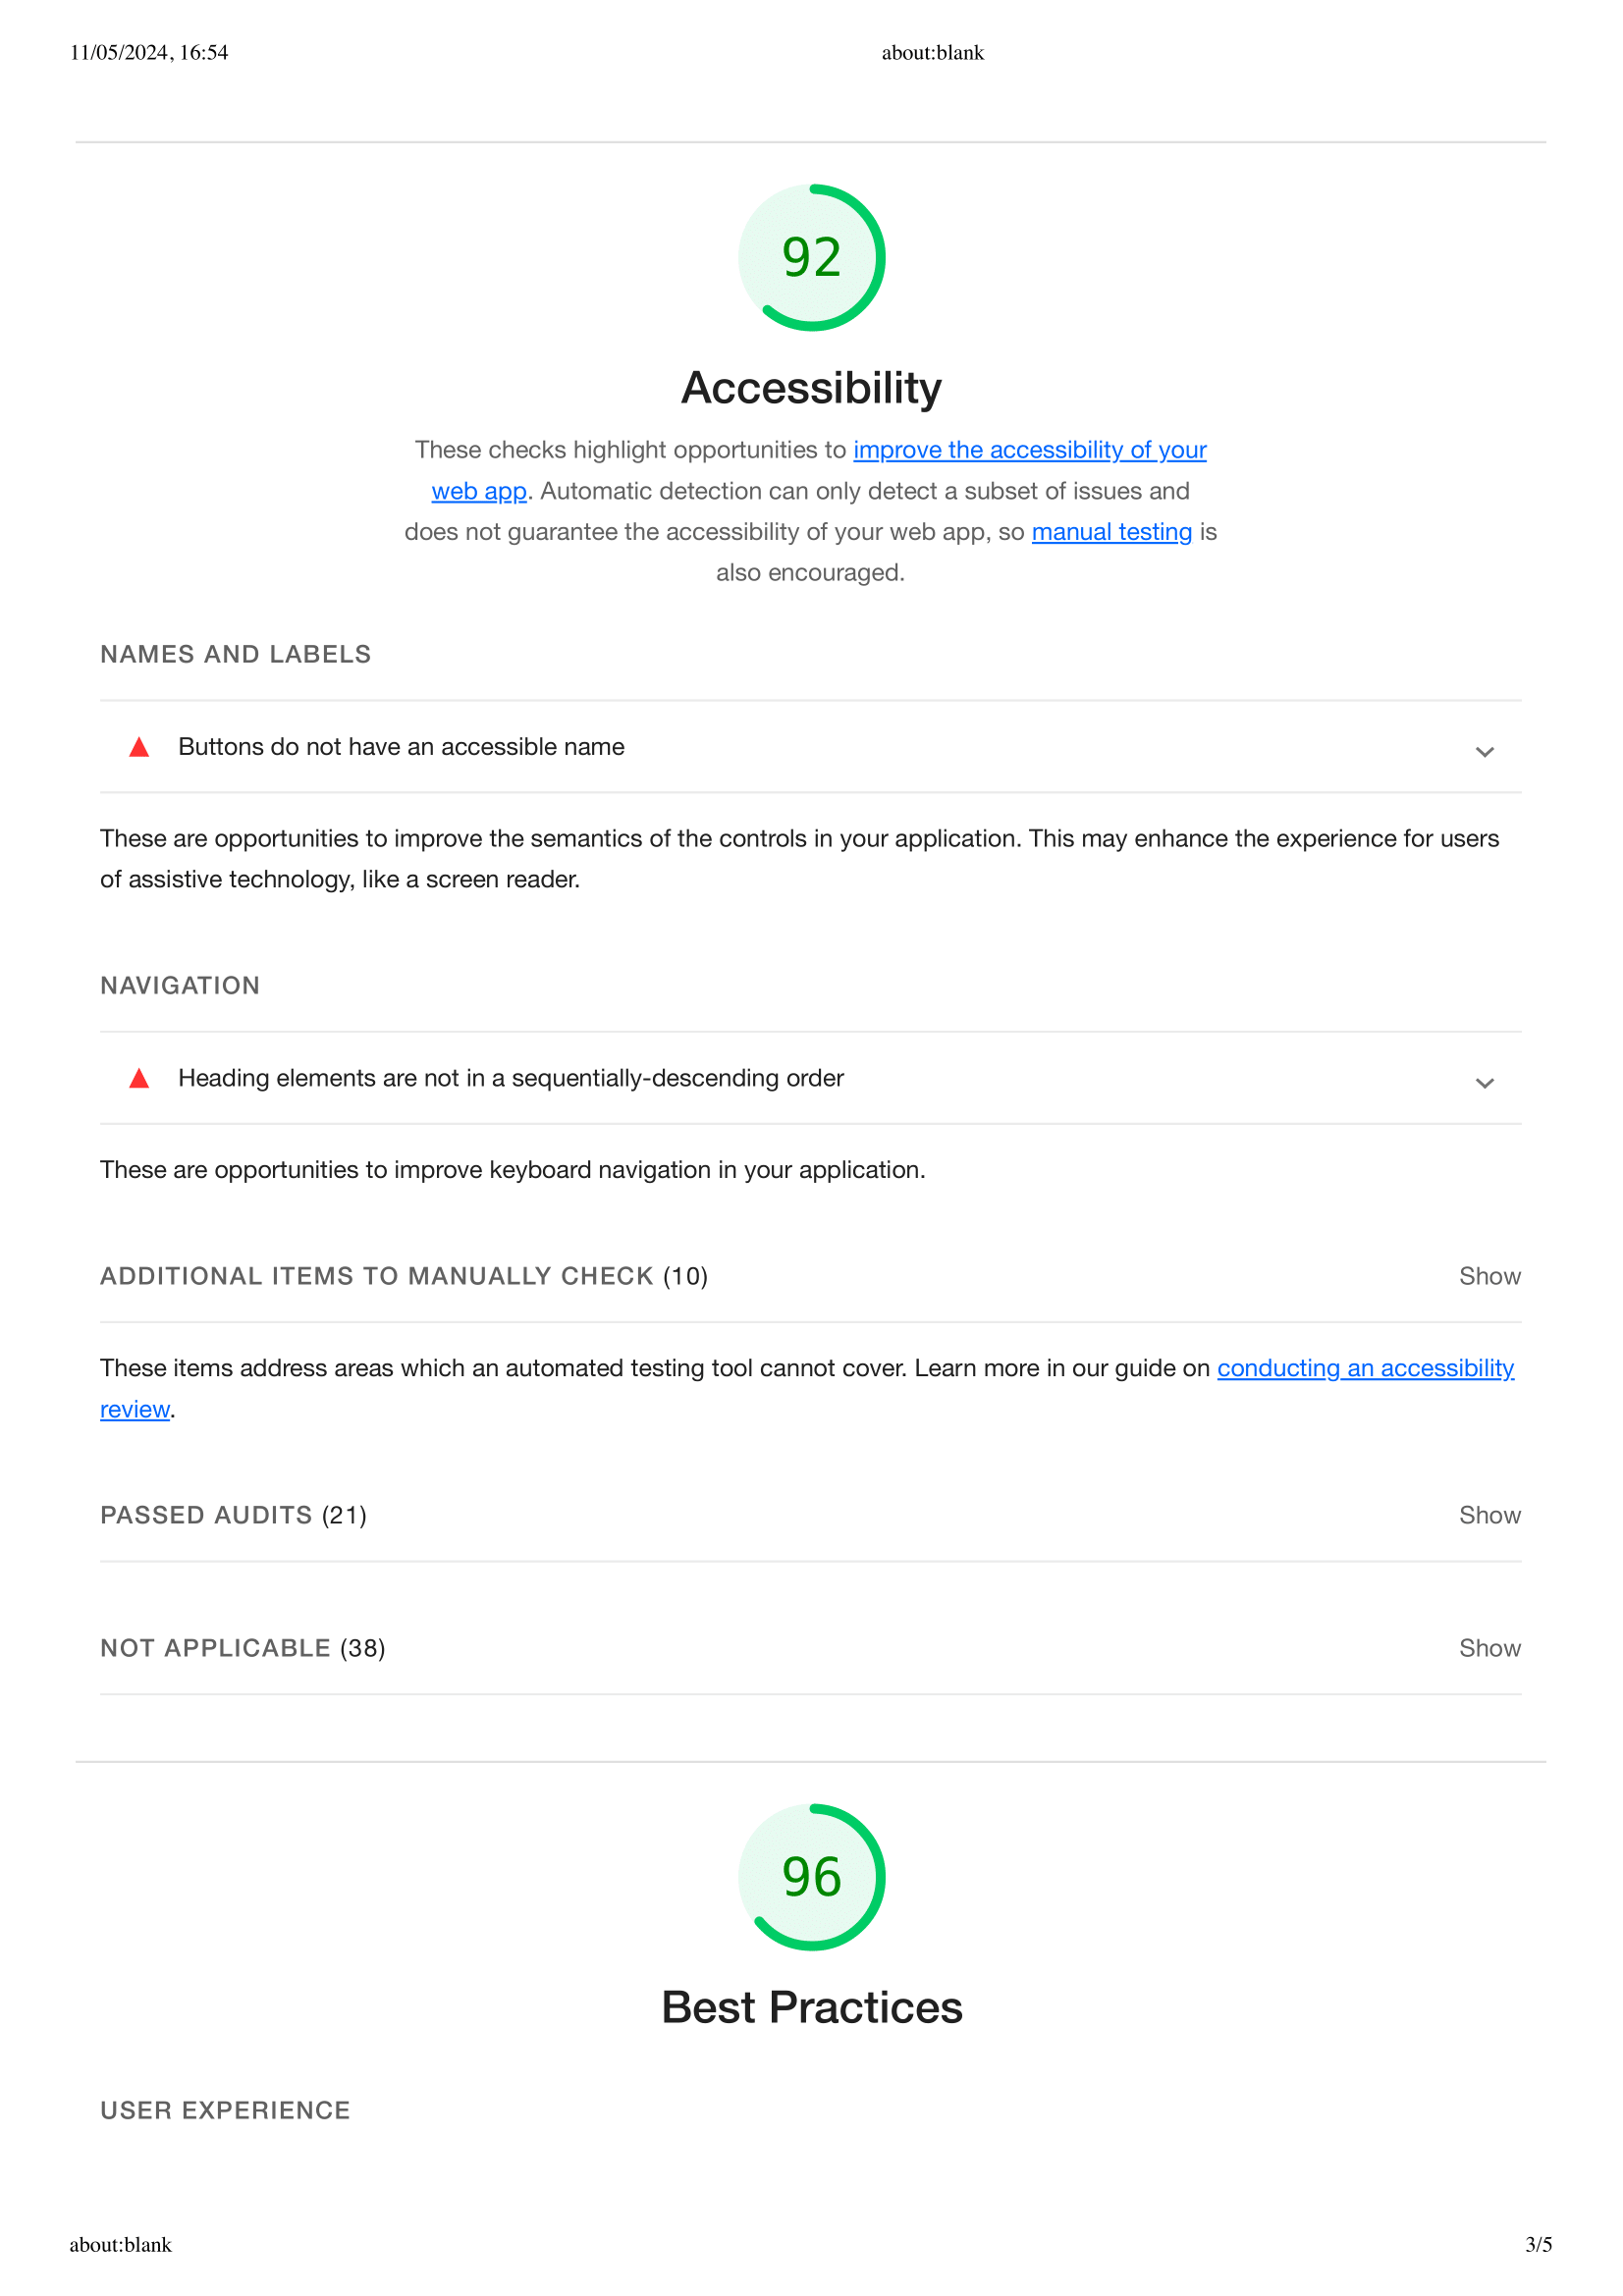 11/05/2024, 16:54
about:blank
92
Accessibility
These checks highlight opportunities to improve the accessibility of your
web app. Automatic detection can only detect a subset of issues and
does not guarantee the accessibility of your web app, so manual testing is
also encouraged.
NAMES AND LABELS
Buttons do not have an accessible name
These are opportunities to improve the semantics of the controls in your application. This may enhance the experience for users
of assistive technology, like a screen reader.
NAVIGATION
Heading elements are not in a sequentially-descending order
These are opportunities to improve keyboard navigation in your application.
ADDITIONAL ITEMS TO MANUALLY CHECK (10)
Show
These items address areas which an automated testing tool cannot cover. Learn more in our guide on conducting an accessibility
review.
PASSED AUDITS (21)
Show
NOT APPLICABLE (38)
Show
96
Best Practices
USER EXPERIENCE
about:blank
3/5